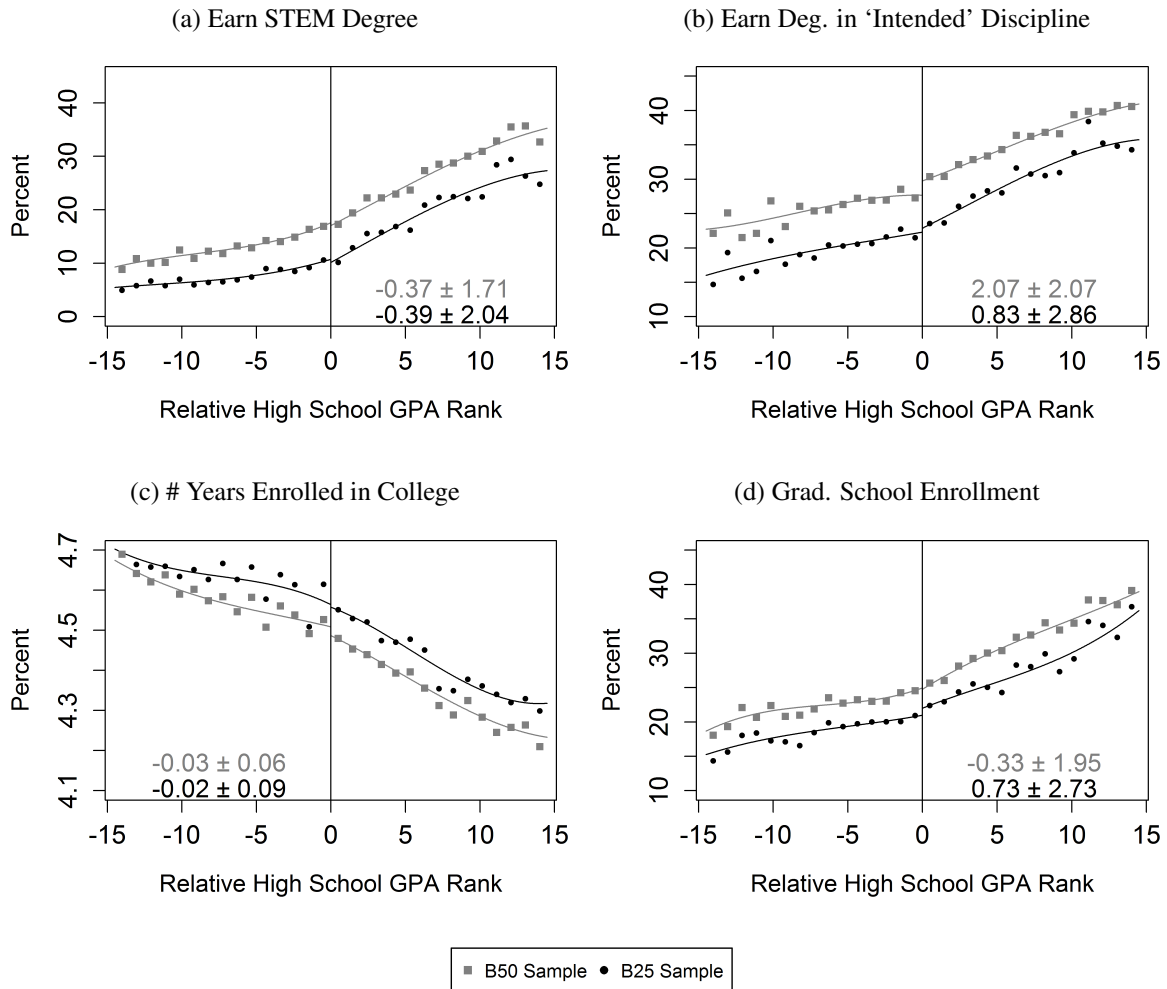 (a) Earn STEM Degree
Percent
0 10 20 30 40
-0.37 ± 1.71
-0.39 ± 2.04
-15 -10 -5 0 5 10 15
Relative High School GPA Rank
(b) Earn Deg. in ‘Intended’ Discipline
Percent
10 20 30 40
2.07 ± 2.07
0.83 ± 2.86
-15 -10 -5 0 5 10 15
Relative High School GPA Rank
(c) # Years Enrolled in College
Percent
4.1 4.3 4.5 4.7
-0.03 ± 0.06
-0.02 ± 0.09
-15 -10 -5 0 5 10 15
Relative High School GPA Rank
(d) Grad. School Enrollment
Percent
10 20 30 40
-0.33 ± 1.95
0.73 ± 2.73
-15 -10 -5 0 5 10 15
Relative High School GPA Rank
B50 Sample B25 Sample